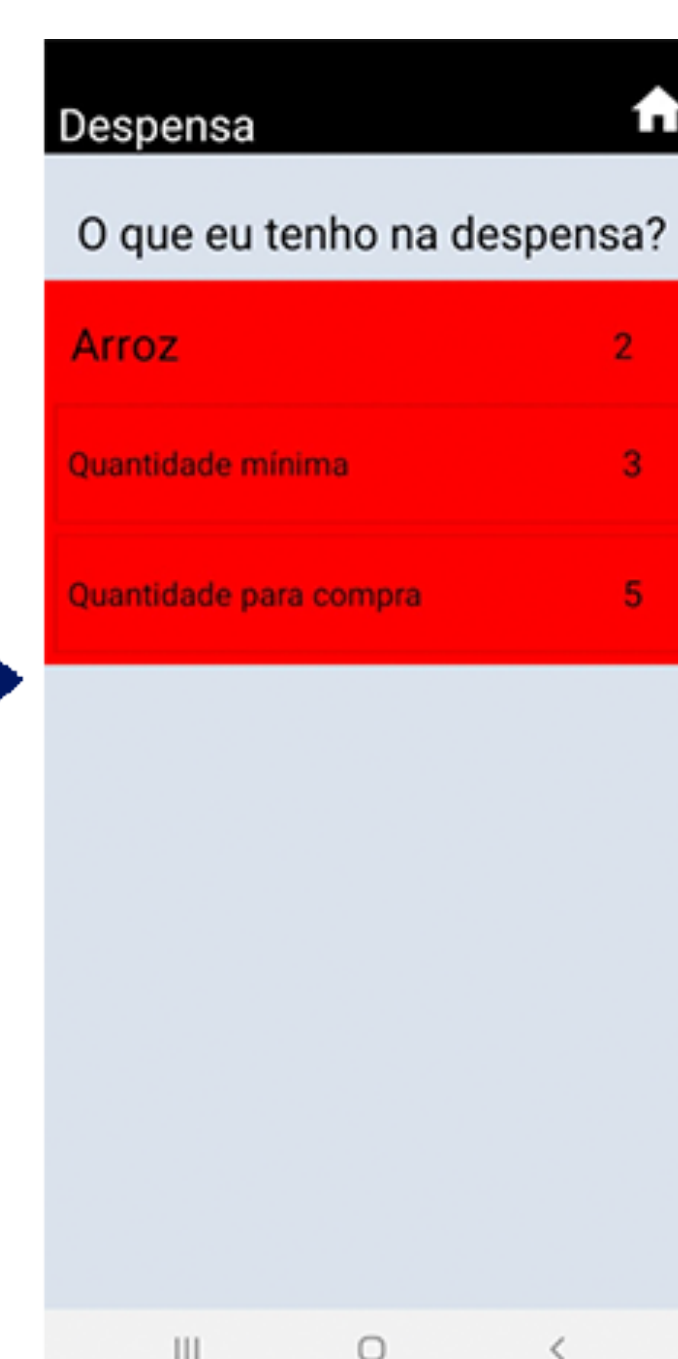 Despensa
O que eu tenho na despensa?
Arroz 2
Quantidade mínima 3
Quantidade para compra 5